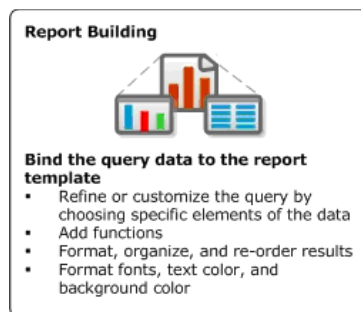 Report Building
Bind the query data to the report
template
▪ Refine or customize the query by
choosing specific elements of the data
▪ Add functions
▪ Format, organize, and re-order results
▪ Format fonts, text color, and
background color